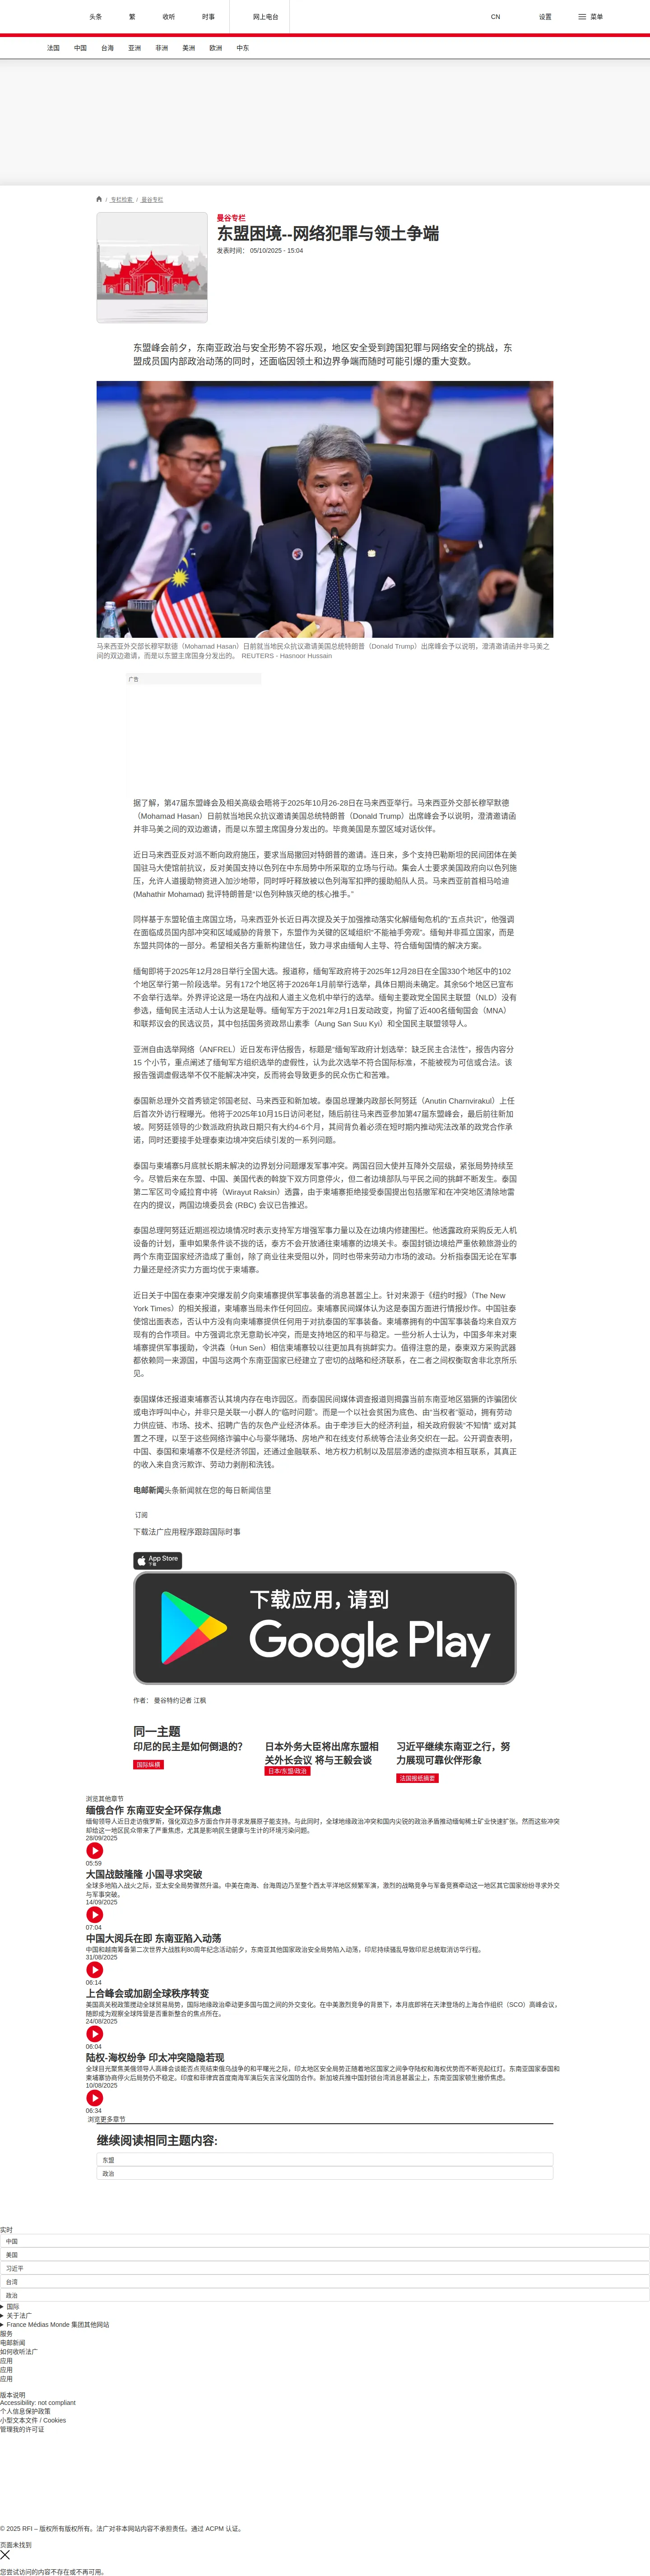 头条
繁
收听
时事
网上电台
CN
设置
菜单
法国
中国
台海
亚洲
非洲
美洲
欧洲
中东
/ 专栏检索 / 曼谷专栏
曼谷专栏
东盟困境--网络犯罪与领土争端
发表时间： 05/10/2025 - 15:04
东盟峰会前夕，东南亚政治与安全形势不容乐观，地区安全受到跨国犯罪与网络安全的挑战，东
盟成员国内部政治动荡的同时，还面临因领土和边界争端而随时可能引爆的重大变数。
马来西亚外交部长穆罕默德（Mohamad Hasan）日前就当地民众抗议邀请美国总统特朗普（Donald Trump）出席峰会予以说明，澄清邀请函并非马美之
间的双边邀请，而是以东盟主席国身分发出的。 REUTERS - Hasnoor Hussain
广告
据了解，第47届东盟峰会及相关高级会晤将于2025年10月26-28日在马来西亚举行。马来西亚外交部长穆罕默德
（Mohamad Hasan）日前就当地民众抗议邀请美国总统特朗普（Donald Trump）出席峰会予以说明，澄清邀请函
并非马美之间的双边邀请，而是以东盟主席国身分发出的。毕竟美国是东盟区域对话伙伴。
近日马来西亚反对派不断向政府施压，要求当局撤回对特朗普的邀请。连日来，多个支持巴勒斯坦的民间团体在美
国驻马大使馆前抗议，反对美国支持以色列在中东局势中所采取的立场与行动。集会人士要求美国政府向以色列施
压，允许人道援助物资进入加沙地带，同时呼吁释放被以色列海军扣押的援助船队人员。马来西亚前首相马哈迪
(Mahathir Mohamad) 批评特朗普是“以色列种族灭绝的核心推手。”
同样基于东盟轮值主席国立场，马来西亚外长近日再次提及关于加强推动落实化解缅甸危机的“五点共识”，他强调
在面临成员国内部冲突和区域威胁的背景下，东盟作为关键的区域组织“不能袖手旁观”。缅甸并非孤立国家，而是
东盟共同体的一部分。希望相关各方重新构建信任，致力寻求由缅甸人主导、符合缅甸国情的解决方案。
缅甸即将于2025年12月28日举行全国大选。报道称，缅甸军政府将于2025年12月28日在全国330个地区中的102
个地区举行第一阶段选举。另有172个地区将于2026年1月前举行选举，具体日期尚未确定。其余56个地区已宣布
不会举行选举。外界评论这是一场在内战和人道主义危机中举行的选举。缅甸主要政党全国民主联盟（NLD）没有
参选，缅甸民主活动人士认为这是耻辱。缅甸军方于2021年2月1日发动政变，拘留了近400名缅甸国会（MNA）
和联邦议会的民选议员，其中包括国务资政昂山素季（Aung San Suu Kyi）和全国民主联盟领导人。
亚洲自由选举网络（ANFREL）近日发布评估报告，标题是“缅甸军政府计划选举：缺乏民主合法性”，报告内容分
15 个小节，重点阐述了缅甸军方组织选举的虚假性，认为此次选举不符合国际标准，不能被视为可信或合法。该
报告强调虚假选举不仅不能解决冲突，反而将会导致更多的民众伤亡和苦难。
泰国新总理外交首秀锁定邻国老挝、马来西亚和新加坡。泰国总理兼内政部长阿努廷（Anutin Charnvirakul）上任
后首次外访行程曝光。他将于2025年10月15日访问老挝，随后前往马来西亚参加第47届东盟峰会，最后前往新加
坡。阿努廷领导的少数派政府执政日期只有大约4-6个月，其间背负着必须在短时期内推动宪法改革的政党合作承
诺，同时还要接手处理泰柬边境冲突后续引发的一系列问题。
泰国与柬埔寨5月底就长期未解决的边界划分问题爆发军事冲突。两国召回大使并互降外交层级，紧张局势持续至
今。尽管后来在东盟、中国、美国代表的斡旋下双方同意停火，但二者边境部队与平民之间的挑衅不断发生。泰国
第二军区司令威拉育中将（Wirayut Raksin）透露，由于柬埔寨拒绝接受泰国提出包括撤军和在冲突地区清除地雷
在内的提议，两国边境委员会 (RBC) 会议已告推迟。
泰国总理阿努廷近期巡视边境情况时表示支持军方增强军事力量以及在边境内修建围栏。他透露政府采购反无人机
设备的计划，重申如果条件谈不拢的话，泰方不会开放通往柬埔寨的边境关卡。泰国封锁边境给严重依赖旅游业的
两个东南亚国家经济造成了重创，除了商业往来受阻以外，同时也带来劳动力市场的波动。分析指泰国无论在军事
力量还是经济实力方面均优于柬埔寨。
近日关于中国在泰柬冲突爆发前夕向柬埔寨提供军事装备的消息甚嚣尘上。针对来源于《纽约时报》（The New
York Times）的相关报道，柬埔寨当局未作任何回应。柬埔寨民间媒体认为这是泰国方面进行情报炒作。中国驻泰
使馆出面表态，否认中方没有向柬埔寨提供任何用于对抗泰国的军事装备。柬埔寨拥有的中国军事装备均来自双方
现有的合作项目。中方强调北京无意助长冲突，而是支持地区的和平与稳定。一些分析人士认为，中国多年来对柬
埔寨提供军事援助，令洪森（Hun Sen）相信柬埔寨较以往更加具有挑衅实力。值得注意的是，泰柬双方采购武器
都依赖同一来源国，中国与这两个东南亚国家已经建立了密切的战略和经济联系，在二者之间权衡取舍非北京所乐
见。
泰国媒体还报道柬埔寨否认其境内存在电诈园区。而泰国民间媒体调查报道则揭露当前东南亚地区猖獗的诈骗团伙
或电诈呼叫中心，并非只是关联一小群人的“临时问题”。而是一个以社会贫困为底色、由“当权者”驱动，拥有劳动
力供应链、市场、技术、招聘广告的灰色产业经济体系。由于牵涉巨大的经济利益，相关政府假装“不知情” 或对其
置之不理，以至于这些网络诈骗中心与豪华赌场、房地产和在线支付系统等合法业务交织在一起。公开调查表明，
中国、泰国和柬埔寨不仅是经济邻国，还通过金融联系、地方权力机制以及层层渗透的虚拟资本相互联系，其真正
的收入来自贪污欺诈、劳动力剥削和洗钱。
电邮新闻头条新闻就在您的每日新闻信里
订阅
下载法广应用程序跟踪国际时事
App Store
下载
下载应用，请到
Google Play
作者： 曼谷特约记者 江枫
同一主题
印尼的民主是如何倒退的？
国际纵横
日本外务大臣将出席东盟相
关外长会议 将与王毅会谈
日本/东盟/政治
习近平继续东南亚之行，努
力展现可靠伙伴形象
法国报纸摘要
浏览其他章节
缅俄合作 东南亚安全环保存焦虑
缅甸领导人近日走访俄罗斯，强化双边多方面合作并寻求发展原子能支持。与此同时，全球地缘政治冲突和国内尖锐的政治矛盾推动缅甸稀土矿业快速扩张。然而这些冲突
却给这一地区民众带来了严重焦虑，尤其是影响民生健康与生计的环境污染问题。
28/09/2025
05:59
大国战鼓隆隆 小国寻求突破
全球多地陷入战火之际，亚太安全局势骤然升温。中美在南海、台海周边乃至整个西太平洋地区频繁军演，激烈的战略竞争与军备竞赛牵动这一地区其它国家纷纷寻求外交
与军事突破。
14/09/2025
07:04
中国大阅兵在即 东南亚陷入动荡
中国和越南筹备第二次世界大战胜利80周年纪念活动前夕，东南亚其他国家政治安全局势陷入动荡，印尼持续骚乱导致印尼总统取消访华行程。
31/08/2025
06:14
上合峰会或加剧全球秩序转变
美国高关税政策搅动全球贸易局势，国际地缘政治牵动更多国与国之间的外交变化。在中美激烈竞争的背景下，本月底即将在天津登场的上海合作组织（SCO）高峰会议，
随即成为观察全球阵营是否重新整合的焦点所在。
24/08/2025
06:04
陆权-海权纷争 印太冲突隐隐若现
全球目光聚焦美俄领导人高峰会谈能否点亮结束俄乌战争的和平曙光之际，印太地区安全局势正随着地区国家之间争夺陆权和海权优势而不断亮起红灯。东南亚国家泰国和
柬埔寨协商停火后局势仍不稳定。印度和菲律宾首度南海军演后矢言深化国防合作。新加坡兵推中国封锁台湾消息甚嚣尘上，东南亚国家顿生撤侨焦虑。
10/08/2025
06:34
浏览更多章节
继续阅读相同主题内容:
东盟
政治
实时
中国
美国
习近平
台湾
政治
国际
关于法广
France Médias Monde 集团其他网站
服务
电邮新闻
如何收听法广
应用
应用
应用
版本说明
Accessibility: not compliant
个人信息保护政策
小型文本文件 / Cookies
管理我的许可证
© 2025 RFI – 版权所有版权所有。法广对非本网站内容不承担责任。通过 ACPM 认证。
页面未找到
您尝试访问的内容不存在或不再可用。